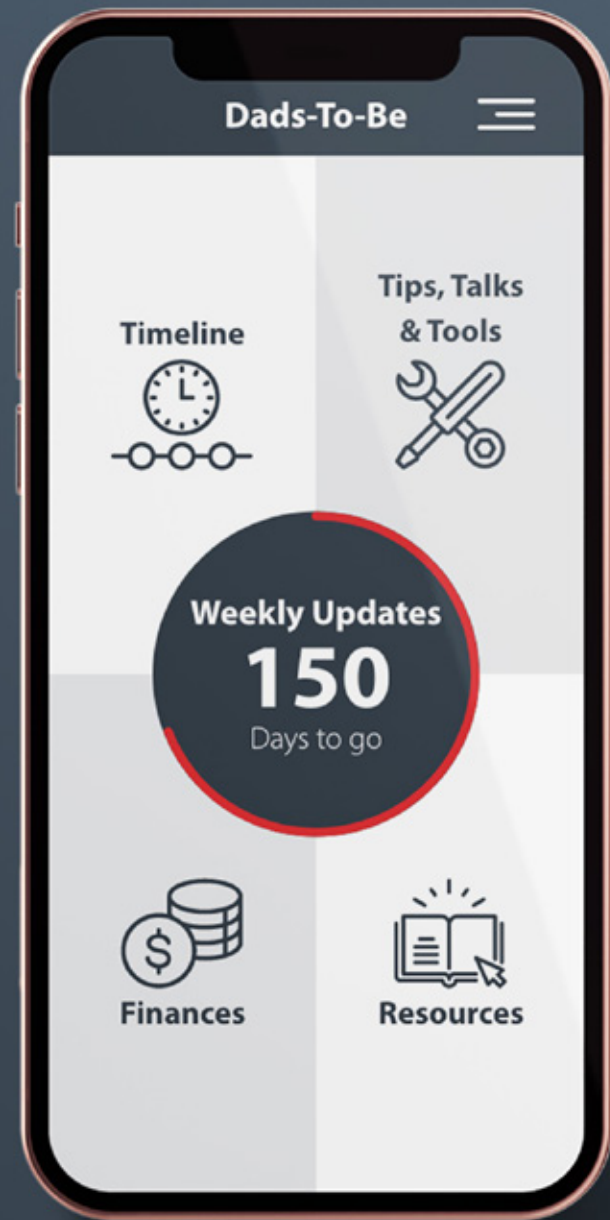 Dads-To-Be
Timeline
Tips, Talks
& Tools
Weekly Updates
150
Days to go
Finances
Resources